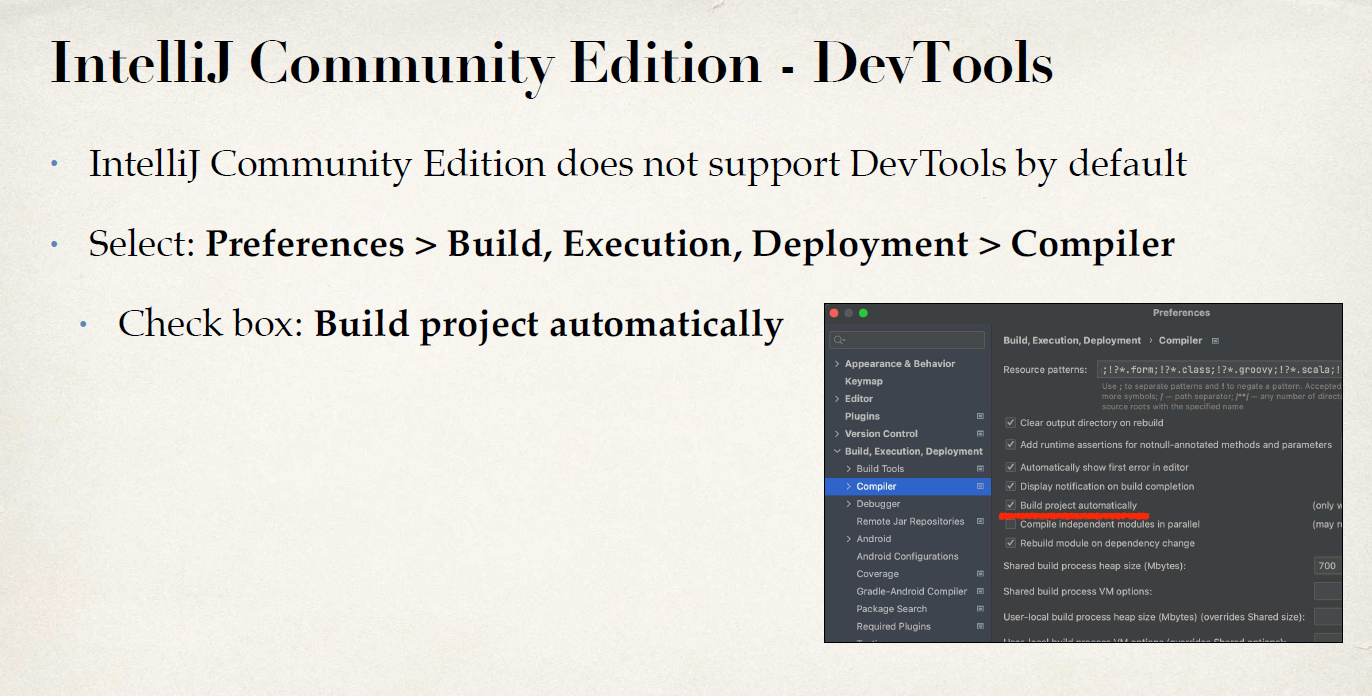 IntelliJ Community Edition - DevTools
• IntelliJ Community Edition does not support DevTools by default
• Select: Preferences > Build, Execution, Deployment > Compiler
• Check box: Build project automatically
Preferences
Appearance & Behavior
Keymap
Editor
Plugins
Version Control
Build, Execution, Deployment
Build Tools
Compiler
Debugger
Remote Jar Repositories
Android
Android Configurations
Coverage
Gradle-Android Compiler
Package Search
Required Plugins
Build, Execution, Deployment › Compiler
Resource patterns: ;!?*.form;!?*.class;!?*.groovy;!?*.scala;!
Use ; to separate patterns and ! to negate a pattern. Accepted
more symbols; / — path separator; /**/ — any number of directo
source roots with the specified name
Clear output directory on rebuild
Add runtime assertions for notnull-annotated methods and parameters
Automatically show first error in editor
Display notification on build completion
Build project automatically (only w
Compile independent modules in parallel (may r
Rebuild module on dependency change
Shared build process heap size (Mbytes): 700
Shared build process VM options:
User-local build process heap size (Mbytes) (overrides Shared size):